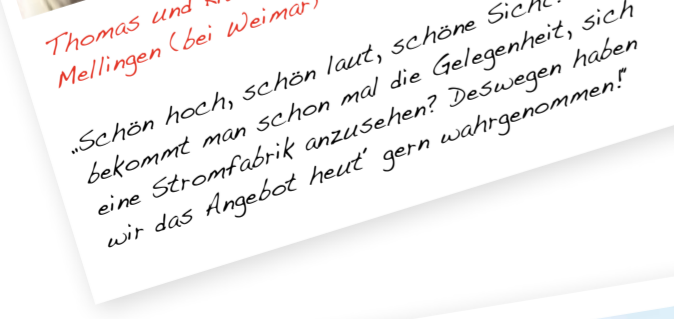 Thomas und
Mellingen (bei Weimar)
„Schön hoch, schön laut, schöne Sicht!
bekommt man schon mal die Gelegenheit, sich
eine Stromfabrik anzusehen? Deswegen haben
wir das Angebot heut' gern wahrgenommen!“